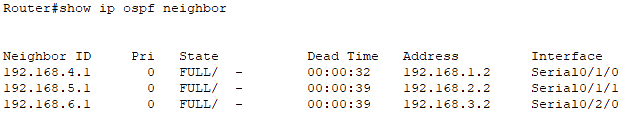 Router#show ip ospf neighbor
Neighbor ID Pri State Dead Time Address Interface
192.168.4.1 0 FULL/ - 00:00:32 192.168.1.2 Serial0/1/0
192.168.5.1 0 FULL/ - 00:00:39 192.168.2.2 Serial0/1/1
192.168.6.1 0 FULL/ - 00:00:39 192.168.3.2 Serial0/2/0